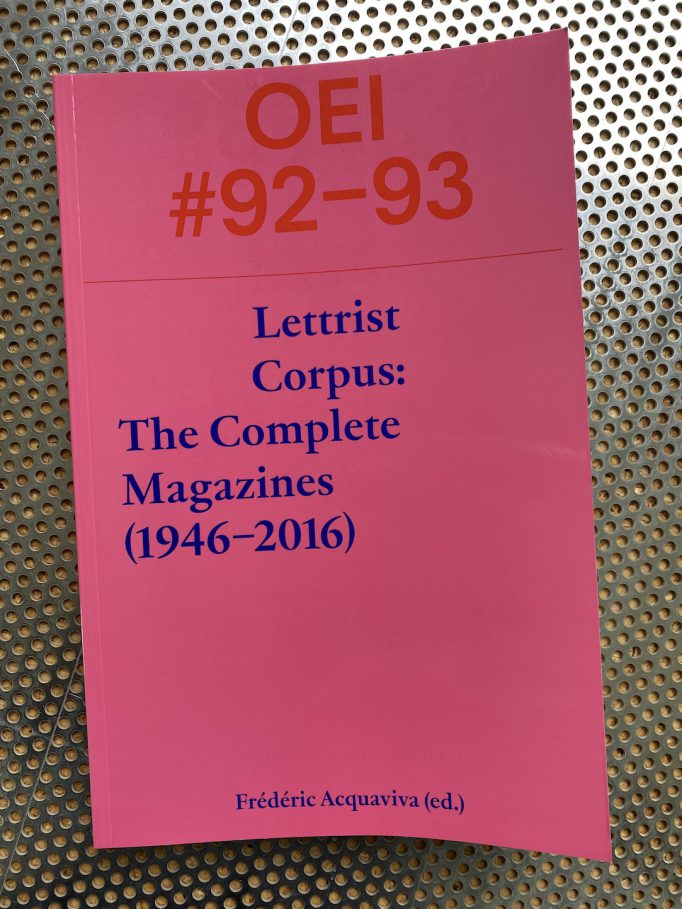 OEI
#92–93
Lettrist
Corpus:
The Complete
Magazines
(1946–2016)
Frédéric Acquaviva (ed.)